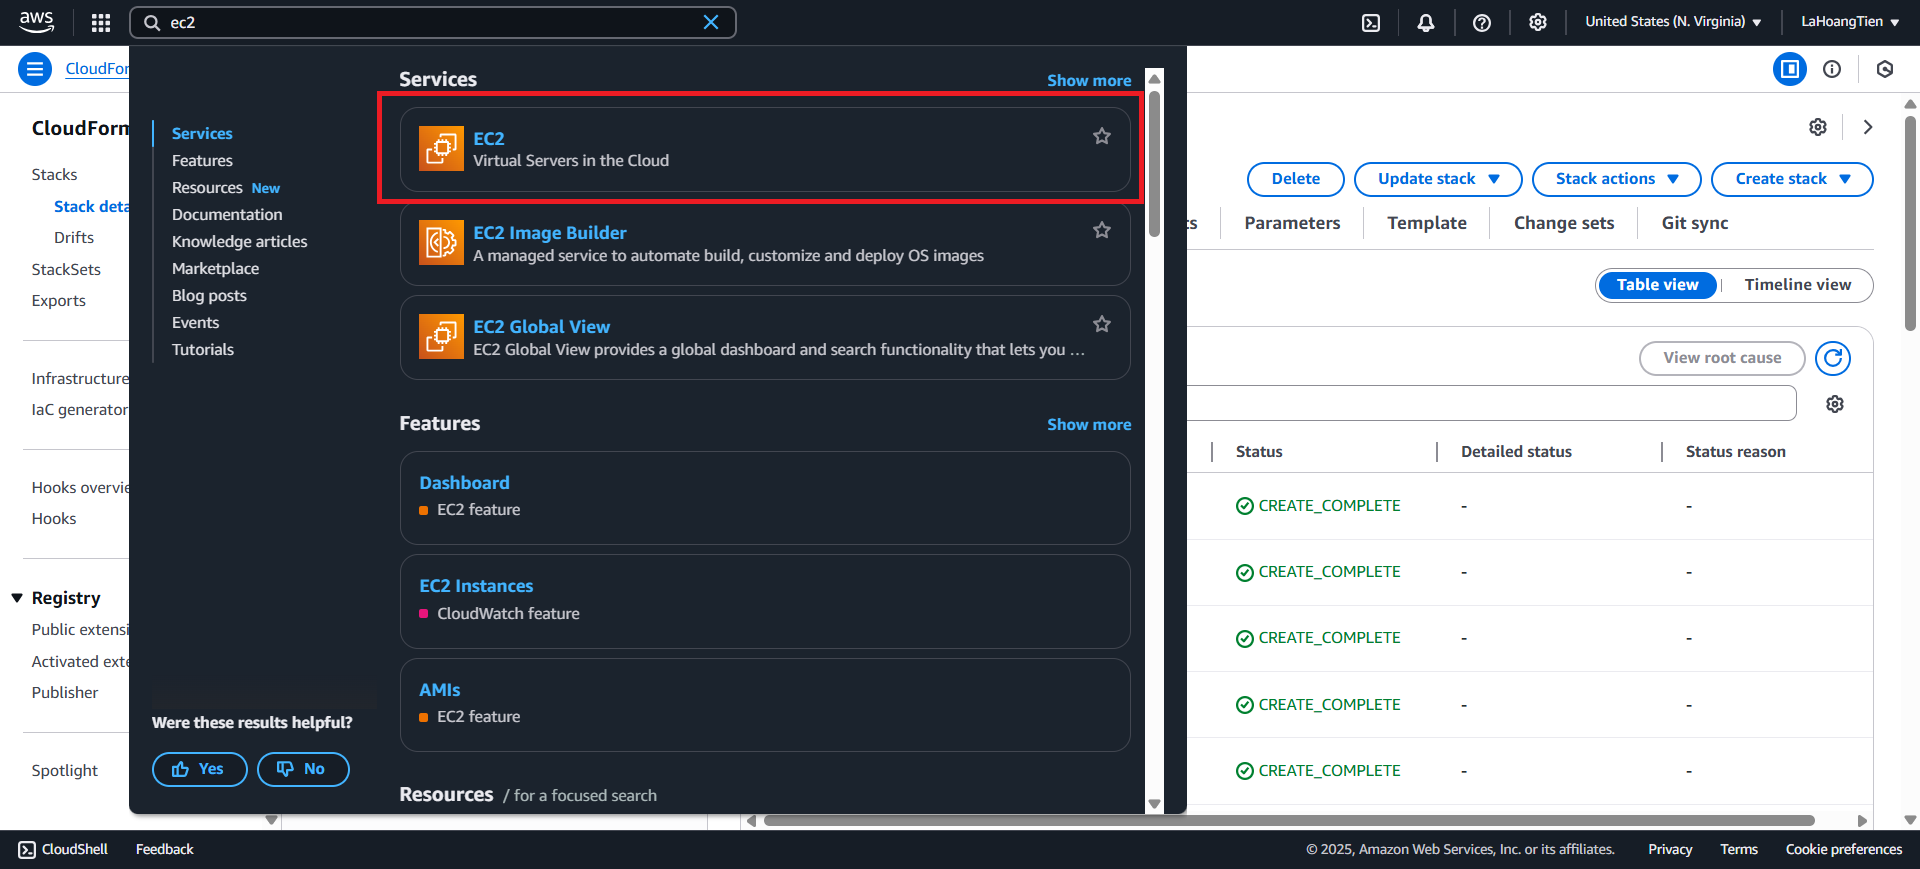 aws
ec2
United States (N. Virginia)
LaHoangTien
CloudFor
CloudForm
Stacks
Stack deta
Drifts
StackSets
Exports
Infrastructure
IaC generator
Hooks overvie
Hooks
Registry
Public extensi
Activated exte
Publisher
Spotlight
Services
Features
Resources New
Documentation
Knowledge articles
Marketplace
Blog posts
Events
Tutorials
Were these results helpful?
Yes
No
Services
Show more
EC2
Virtual Servers in the Cloud
EC2 Image Builder
A managed service to automate build, customize and deploy OS images
EC2 Global View
EC2 Global View provides a global dashboard and search functionality that lets you ...
Features
Show more
Dashboard
EC2 feature
EC2 Instances
CloudWatch feature
AMIs
EC2 feature
Resources / for a focused search
Delete
Update stack
Stack actions
Create stack
ts
Parameters
Template
Change sets
Git sync
Table view
Timeline view
View root cause
Status
Detailed status
Status reason
CREATE_COMPLETE - -
CREATE_COMPLETE - -
CREATE_COMPLETE - -
CREATE_COMPLETE - -
CREATE_COMPLETE - -
CloudShell
Feedback
© 2025, Amazon Web Services, Inc. or its affiliates.
Privacy
Terms
Cookie preferences